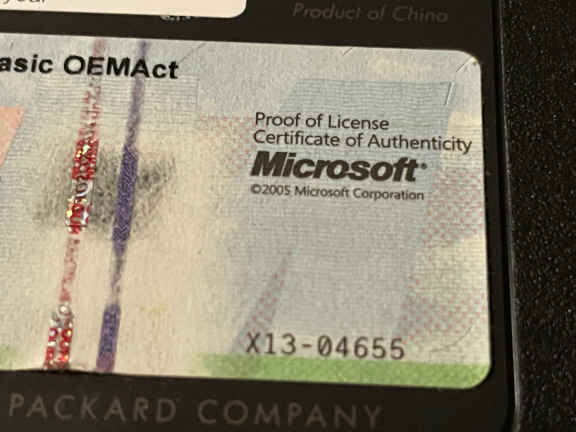 Product of China
asic OEMAct
Proof of License
Certificate of Authenticity
Microsoft®
©2005 Microsoft Corporation
X13-04655
PACKARD COMPANY